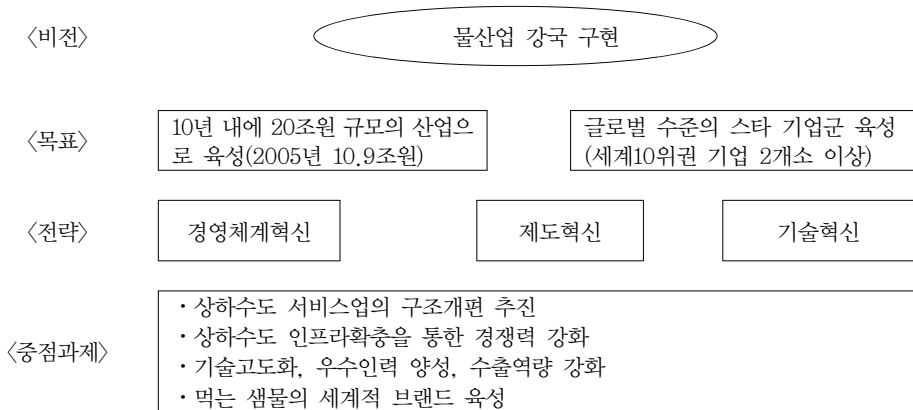 〈비전〉
물산업 강국 구현
〈목표〉
10년 내에 20조원 규모의 산업으
로 육성(2005년 10.9조원)
글로벌 수준의 스타 기업군 육성
(세계10위권 기업 2개소 이상)
〈전략〉
경영체계혁신
제도혁신
기술혁신
〈중점과제〉
･상하수도 서비스업의 구조개편 추진
･상하수도 인프라확충을 통한 경쟁력 강화
･기술고도화, 우수인력 양성, 수출역량 강화
･먹는 샘물의 세계적 브랜드 육성